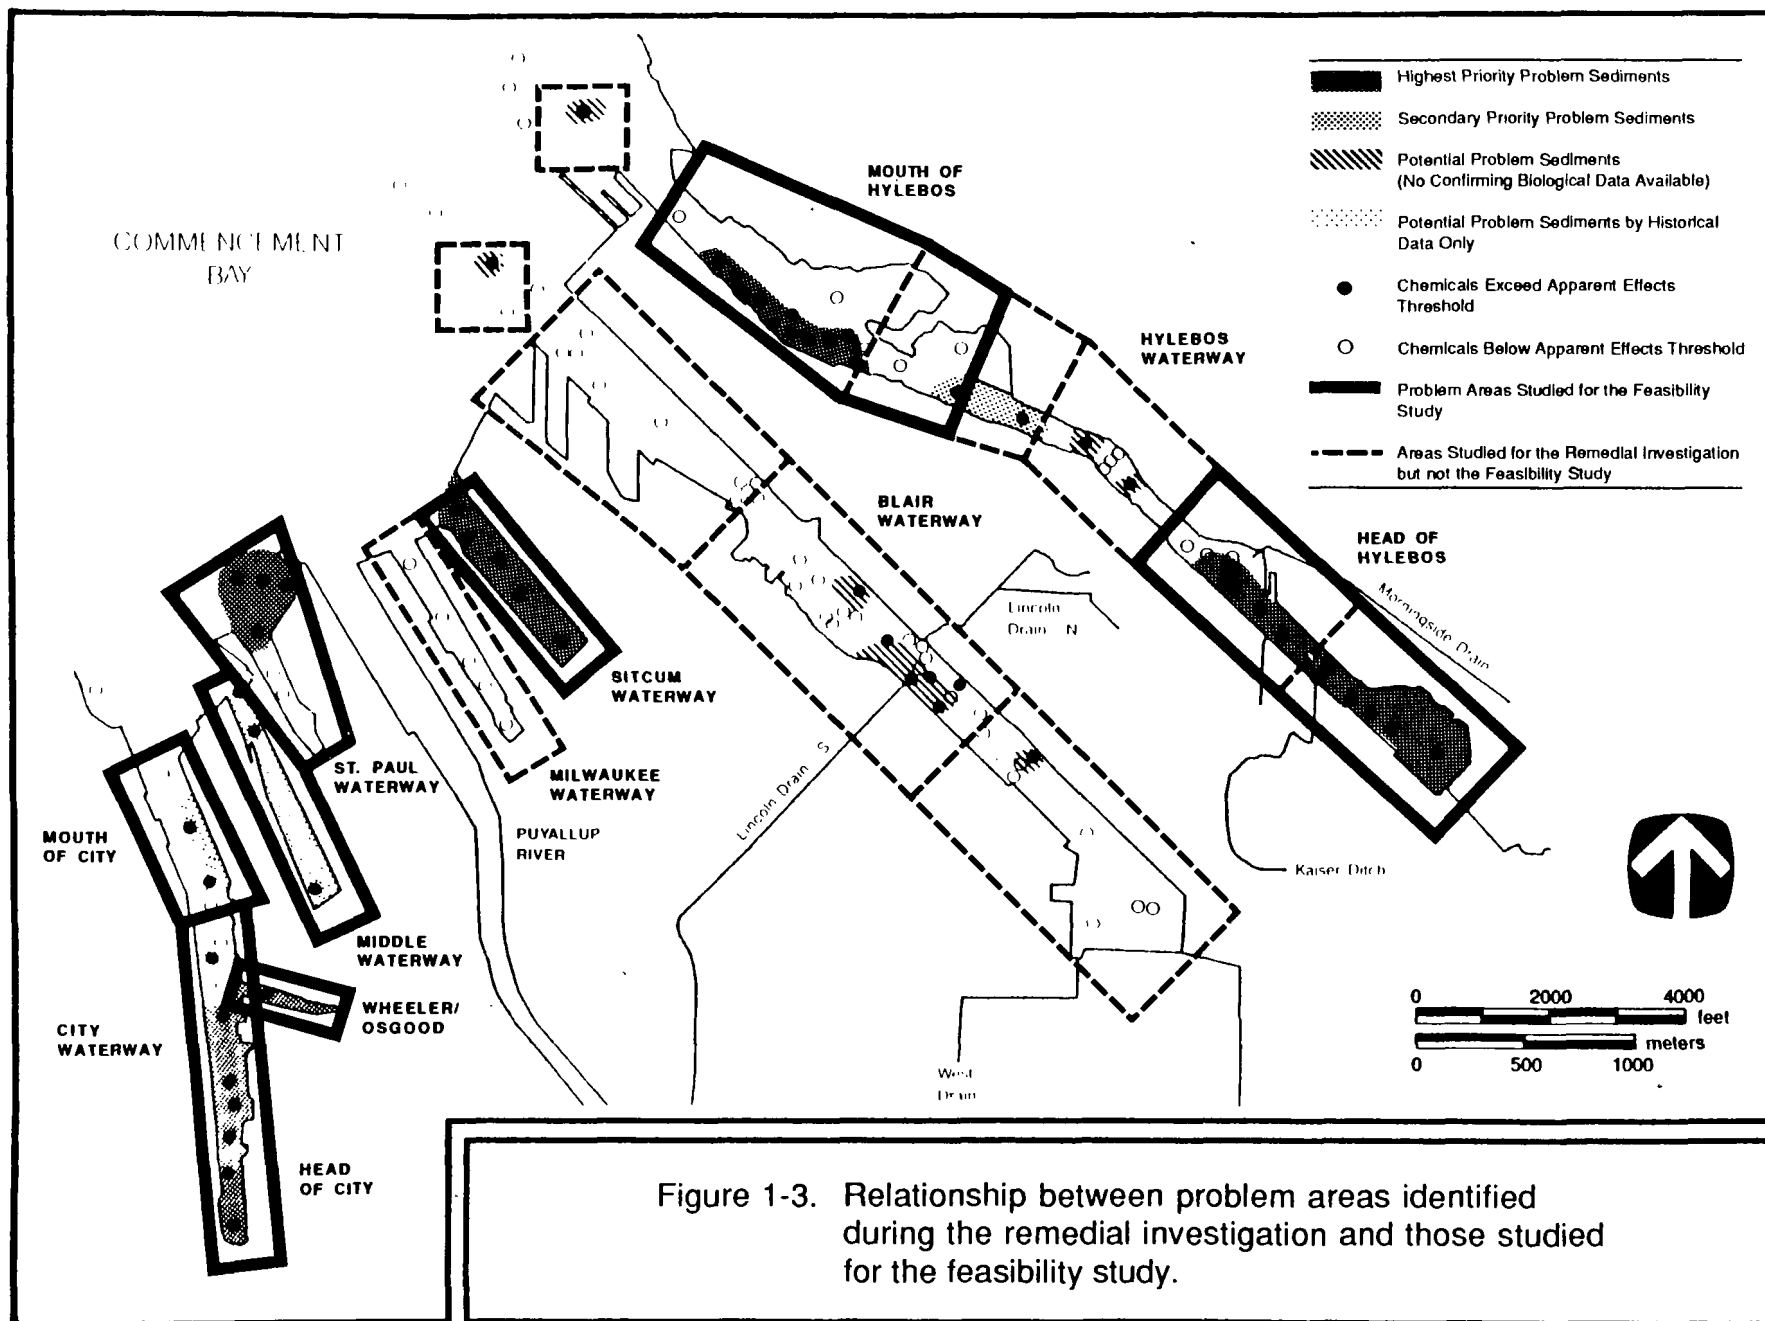 Highest Priority Problem Sediments
Secondary Priority Problem Sediments
Potential Problem Sediments
(No Confirming Biological Data Available)
Potential Problem Sediments by Historical
Data Only
Chemicals Exceed Apparent Effects
Threshold
Chemicals Below Apparent Effects Threshold
Problem Areas Studied for the Feasibility
Study
Areas Studied for the Remedial Investigation
but not the Feasibility Study
COMMENCEMENT
BAY
MOUTH OF
HYLEBOS
HYLEBOS
WATERWAY
BLAIR
WATERWAY
HEAD OF
HYLEBOS
Morningside Drain
Lincoln
Drain N
SITCUM
WATERWAY
ST. PAUL
WATERWAY
MILWAUKEE
WATERWAY
Lincoln Drain S
PUYALLUP
RIVER
MOUTH
OF CITY
Kaiser Ditch
MIDDLE
WATERWAY
WHEELER/
OSGOOD
CITY
WATERWAY
West
Drain
HEAD
OF CITY
0 2000 4000
feet
meters
0 500 1000
Figure 1-3. Relationship between problem areas identified
during the remedial investigation and those studied
for the feasibility study.